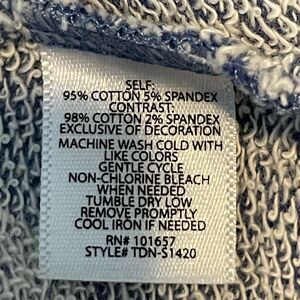 SELF:
95% COTTON 5% SPANDEX
CONTRAST:
98% COTTON 2% SPANDEX
EXCLUSIVE OF DECORATION
MACHINE WASH COLD WITH
LIKE COLORS
GENTLE CYCLE
NON-CHLORINE BLEACH
WHEN NEEDED
TUMBLE DRY LOW
REMOVE PROMPTLY
COOL IRON IF NEEDED
RN# 101657
STYLE# TDN-S1420